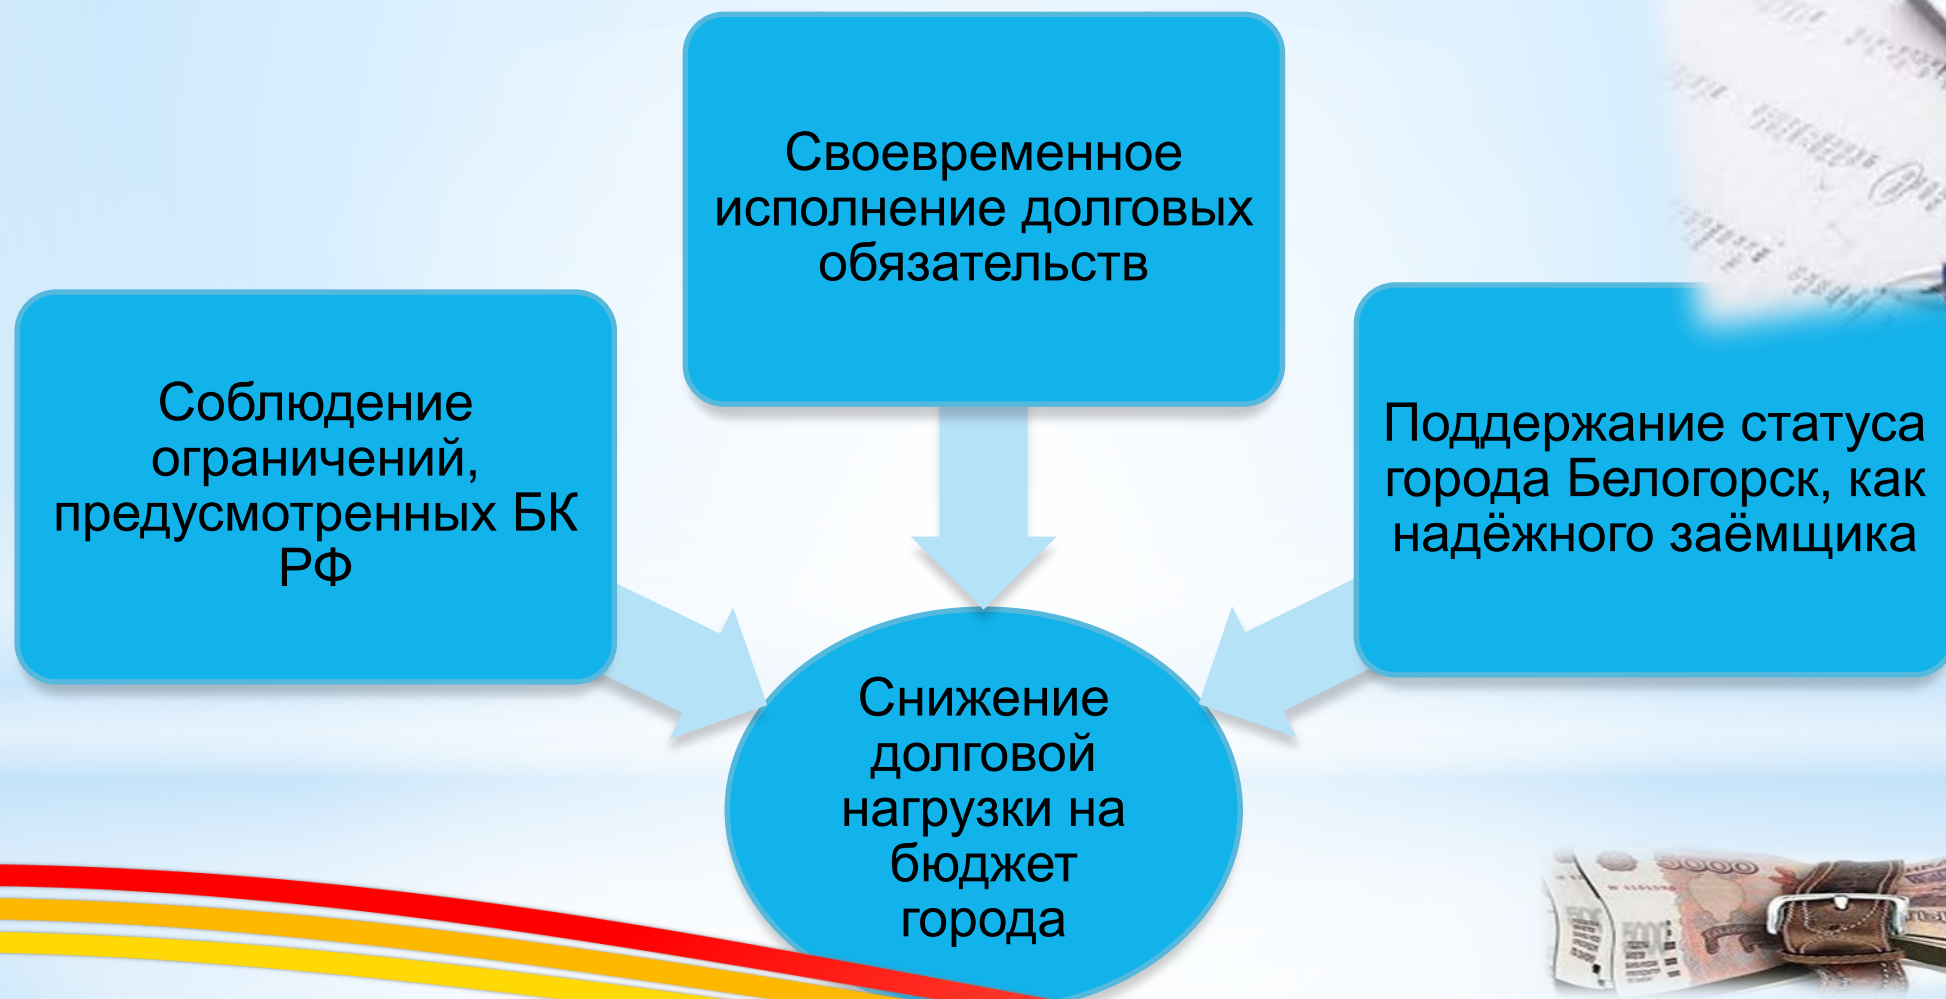 Своевременное
исполнение долговых
обязательств
Соблюдение
ограничений,
предусмотренных БК
РФ
Поддержание статуса
города Белогорск, как
надёжного заёмщика
Снижение
долговой
нагрузки на
бюджет
города
5000